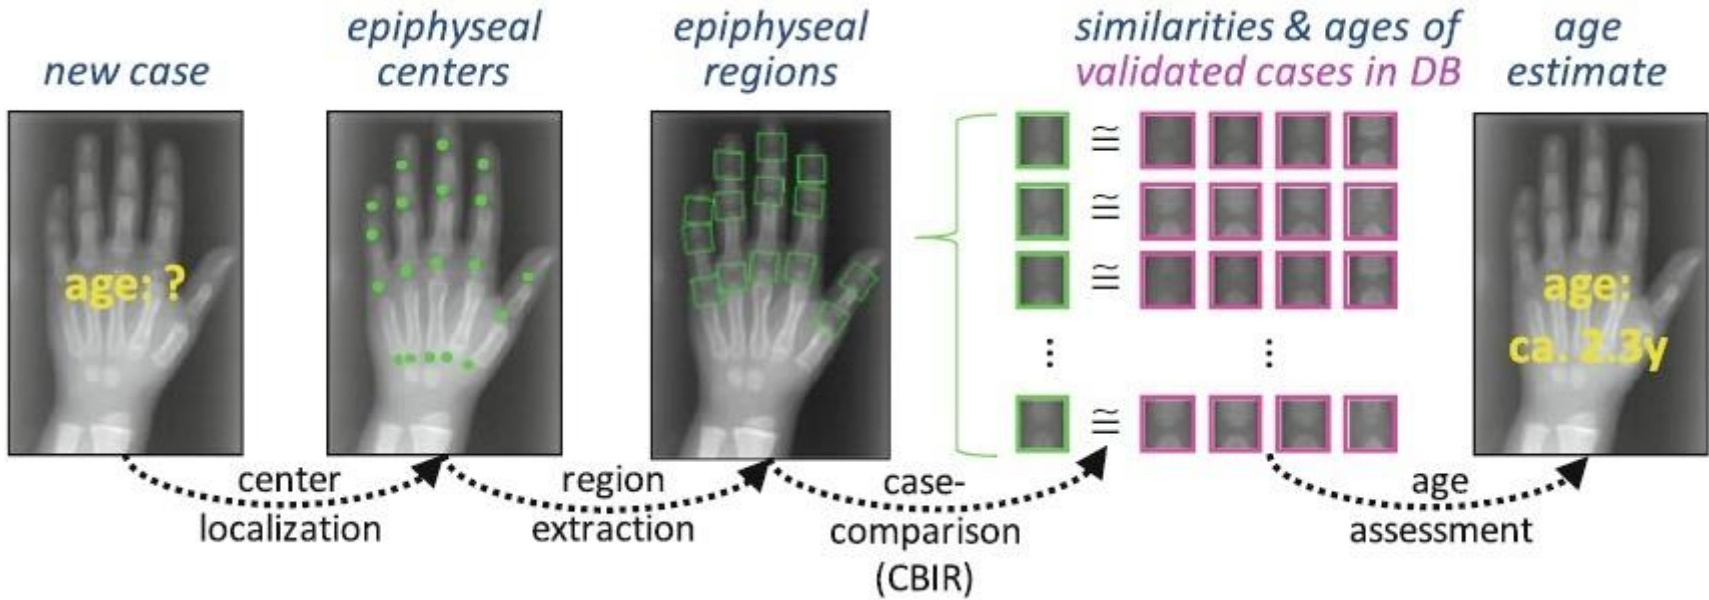 new case
epiphyseal
centers
epiphyseal
regions
similarities & ages of
validated cases in DB
age
estimate
age: ?
≅
≅
≅
⋮
⋮
≅
age:
ca. 2.3y
center
localization
region
extraction
case-
comparison
(CBIR)
age
assessment